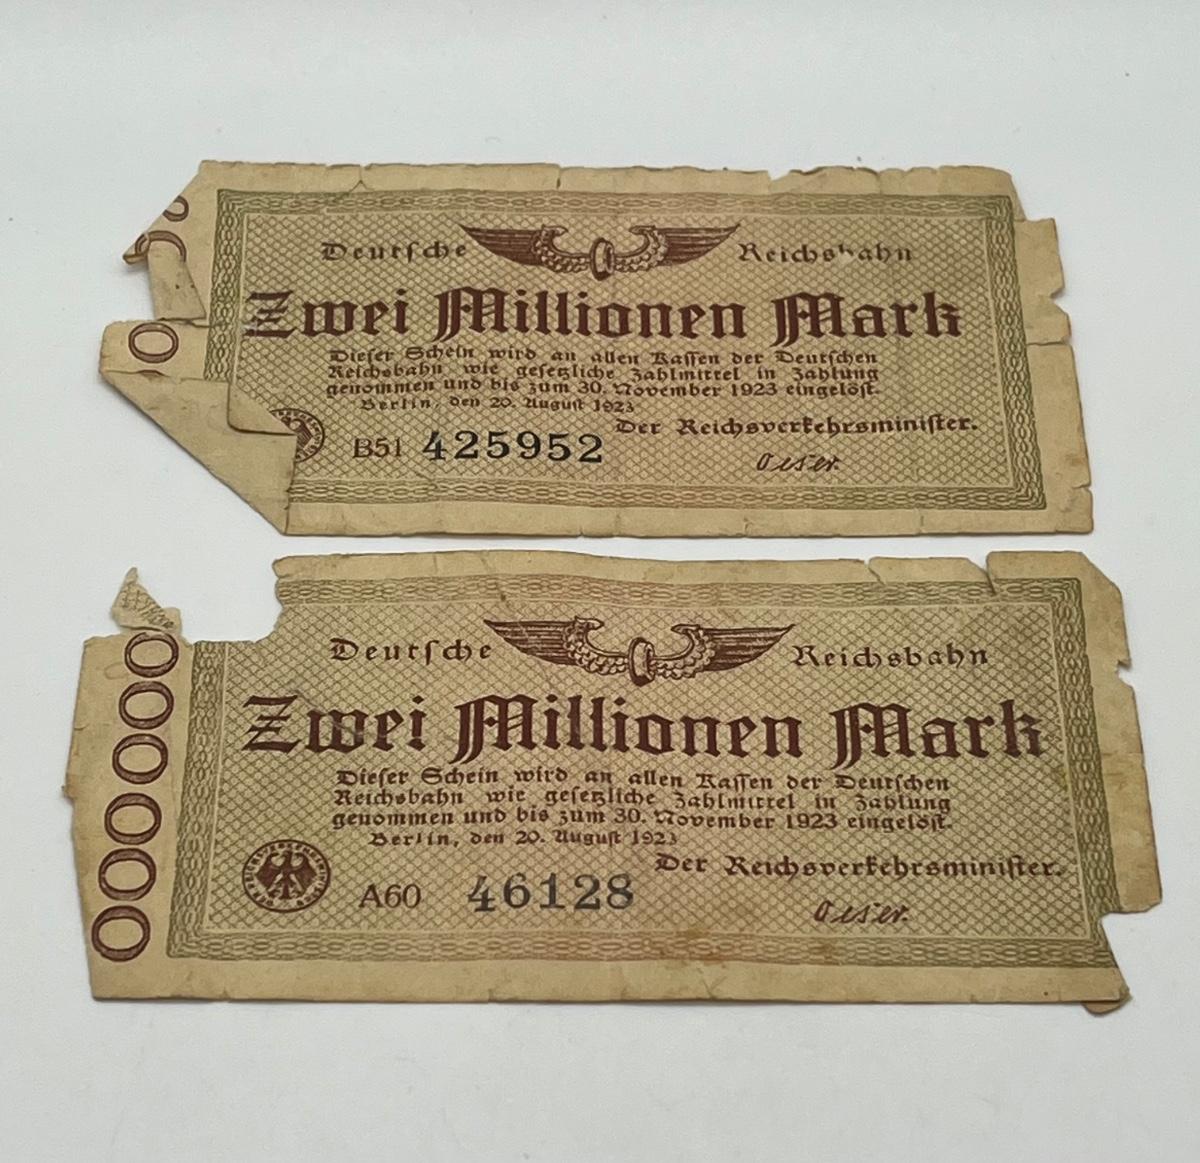 Deutsche Reichsbahn
Zwei Millionen Mark
Dieser Schein wird an allen Kassen der Deutschen
Reichsbahn wie gesetzliche Zahlmittel in Zahlung
genommen und bis zum 30. November 1923 eingelöst.
Berlin, den 20. August 1923
Der Reichsverkehrsminister.
B51 425952
Oeser.
0
Deutsche Reichsbahn
Zwei Millionen Mark
Dieser Schein wird an allen Kassen der Deutschen
Reichsbahn wie gesetzliche Zahlmittel in Zahlung
genommen und bis zum 30. November 1923 eingelöst.
Berlin, den 20. August 1923
Der Reichsverkehrsminister.
A60 46128
Oeser.
000000